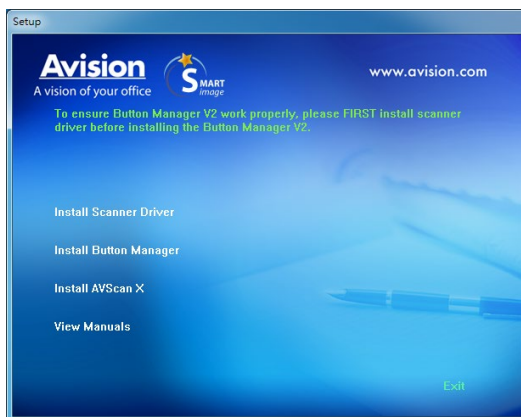 Setup
Avision
A vision of your office
SMART
image
www.avision.com
To ensure Button Manager V2 work properly, please FIRST install scanner
driver before installing the Button Manager V2.
Install Scanner Driver
Install Button Manager
Install AVScan X
View Manuals
Exit